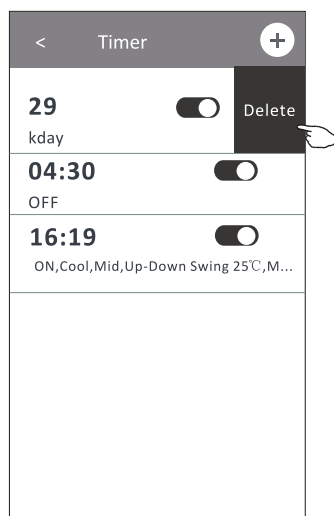 < Timer +
29
kday
Delete
04:30
OFF
16:19
ON,Cool,Mid,Up-Down Swing 25℃,M...